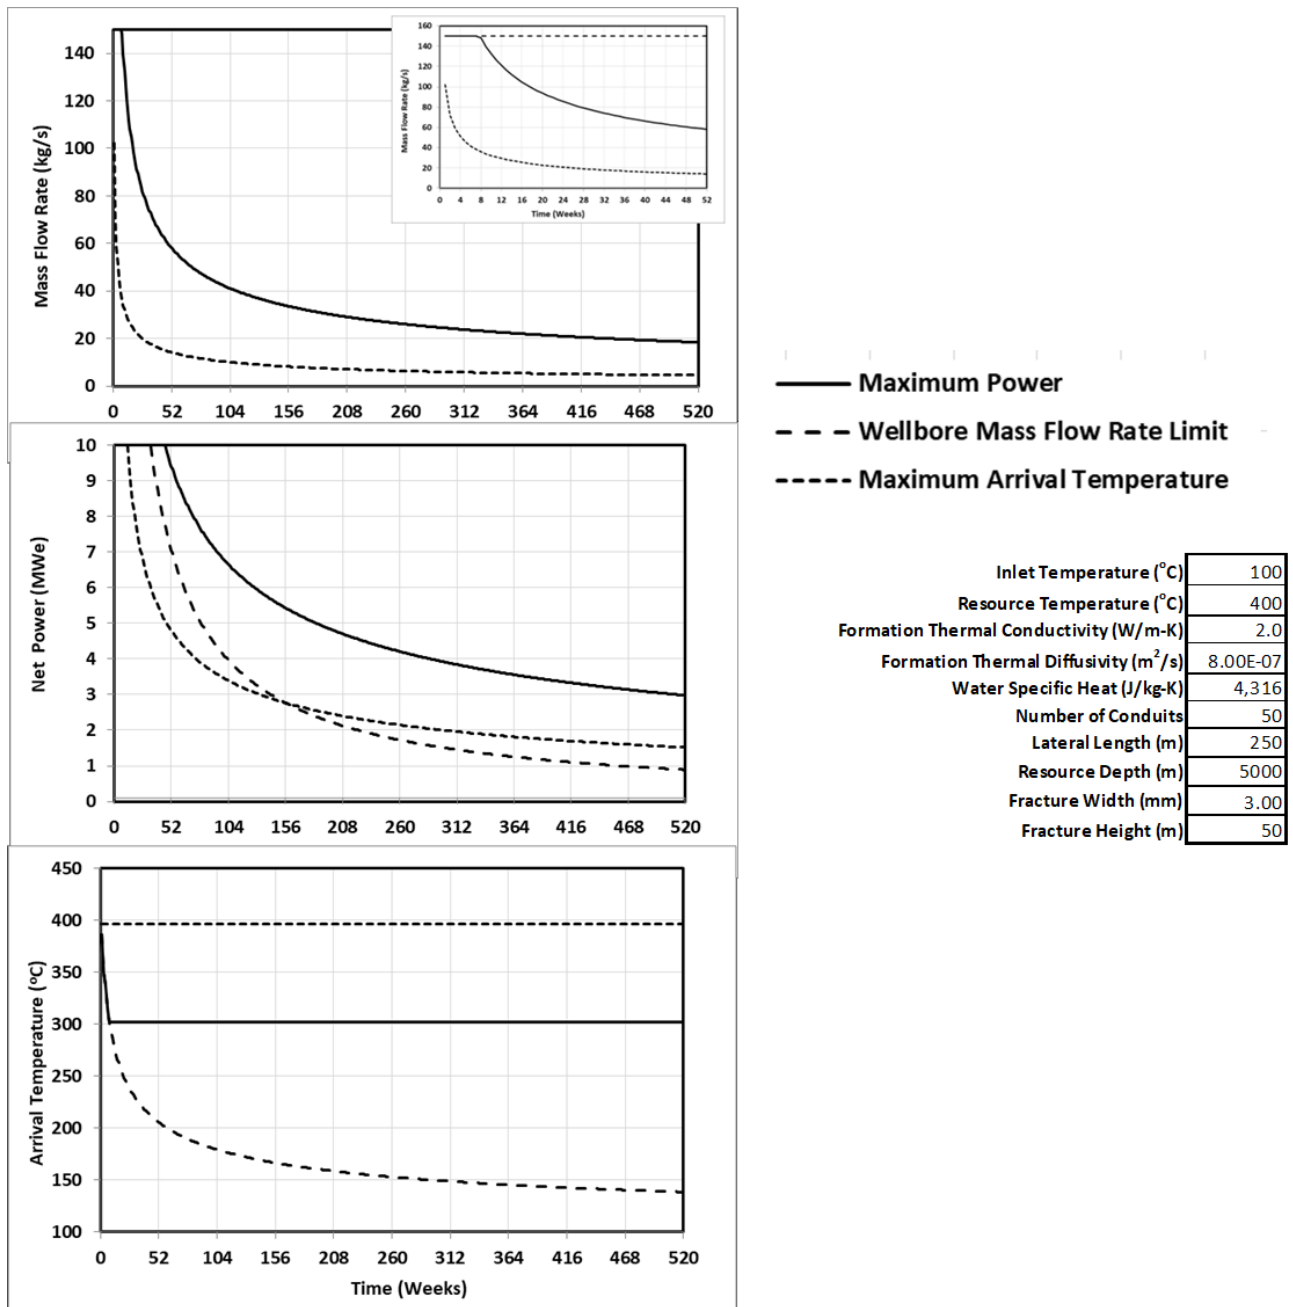 140
120
100
80
60
40
20
0
Mass Flow Rate (kg/s)
0 52 104 156 208 260 312 364 416 468 520
160
140
120
100
80
60
40
20
0
Mass Flow Rate (kg/s)
0 4 8 12 16 20 24 28 32 36 40 44 48 52
Time (Weeks)
10
9
8
7
6
5
4
3
2
1
0
Net Power (MWe)
0 52 104 156 208 260 312 364 416 468 520
450
400
350
300
250
200
150
100
Arrival Temperature (°C)
0 52 104 156 208 260 312 364 416 468 520
Time (Weeks)
Maximum Power
Wellbore Mass Flow Rate Limit
Maximum Arrival Temperature
Inlet Temperature (°C) 100
Resource Temperature (°C) 400
Formation Thermal Conductivity (W/m-K) 2.0
Formation Thermal Diffusivity (m²/s) 8.00E-07
Water Specific Heat (J/kg-K) 4,316
Number of Conduits 50
Lateral Length (m) 250
Resource Depth (m) 5000
Fracture Width (mm) 3.00
Fracture Height (m) 50